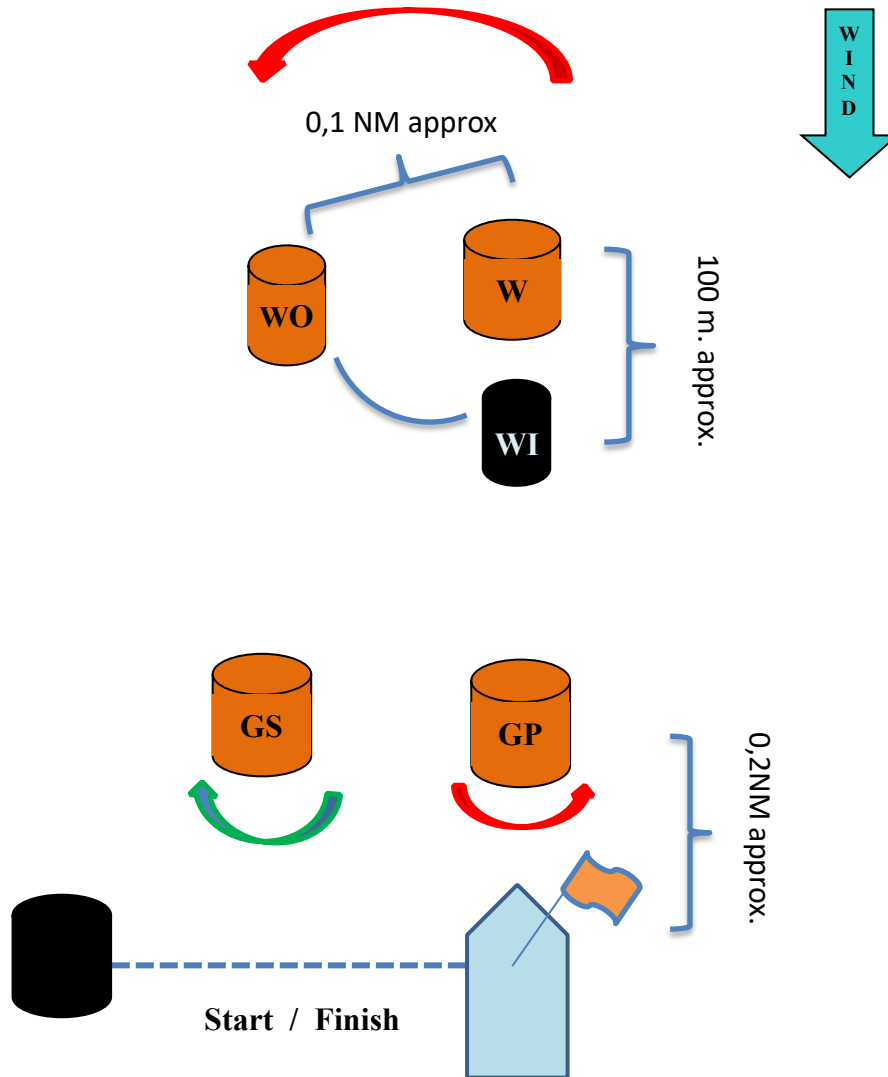 W
I
N
D
0,1 NM approx
W
WO
100 m. approx.
WI
GS
GP
0,2NM approx.
Start / Finish